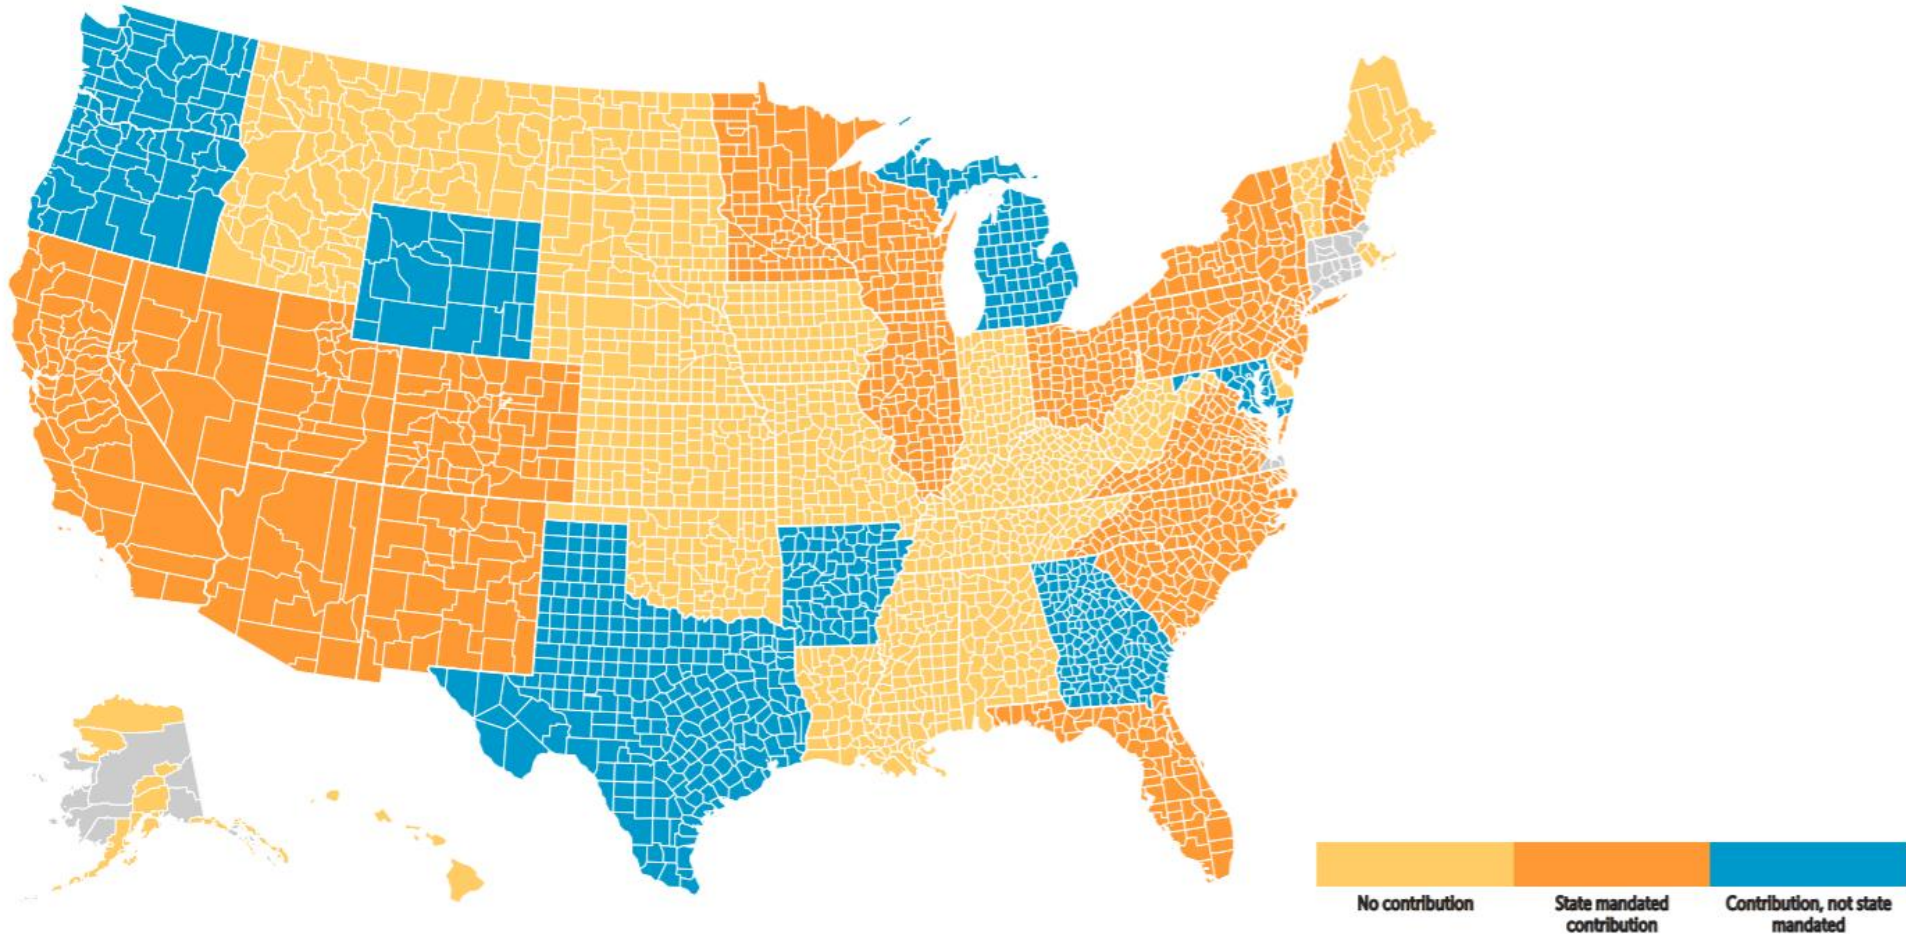 No contribution
State mandated
contribution
Contribution, not state
mandated